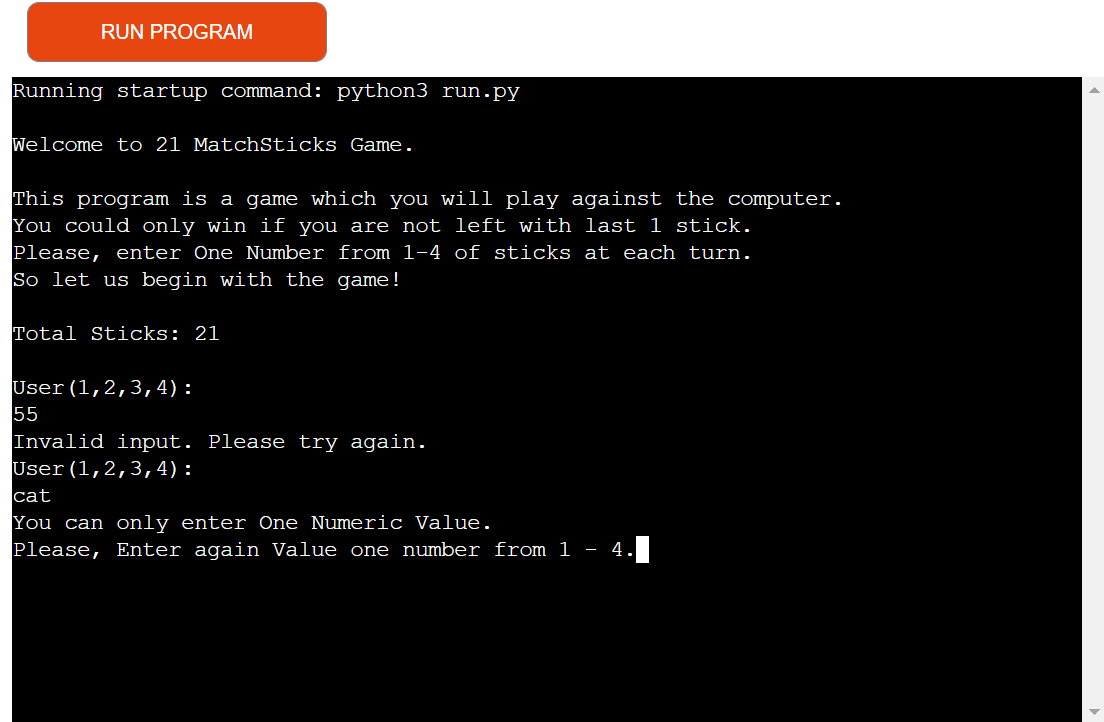 RUN PROGRAM
Running startup command: python3 run.py
Welcome to 21 MatchSticks Game.
This program is a game which you will play against the computer.
You could only win if you are not left with last 1 stick.
Please, enter One Number from 1-4 of sticks at each turn.
So let us begin with the game!
Total Sticks: 21
User(1,2,3,4):
55
Invalid input. Please try again.
User(1,2,3,4):
cat
You can only enter One Numeric Value.
Please, Enter again Value one number from 1 - 4.